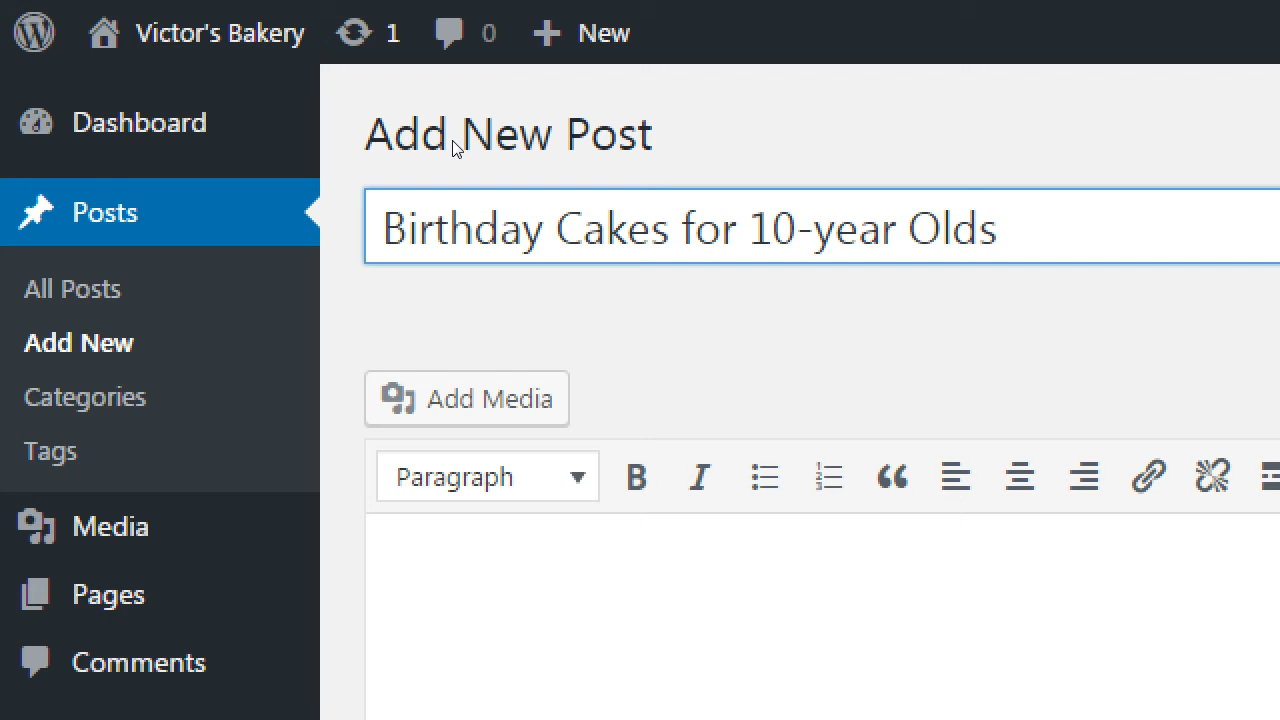 Victor's Bakery 1 0 New
Dashboard
Posts
All Posts
Add New
Categories
Tags
Media
Pages
Comments
Add New Post
Birthday Cakes for 10-year Olds
Add Media
Paragraph B I